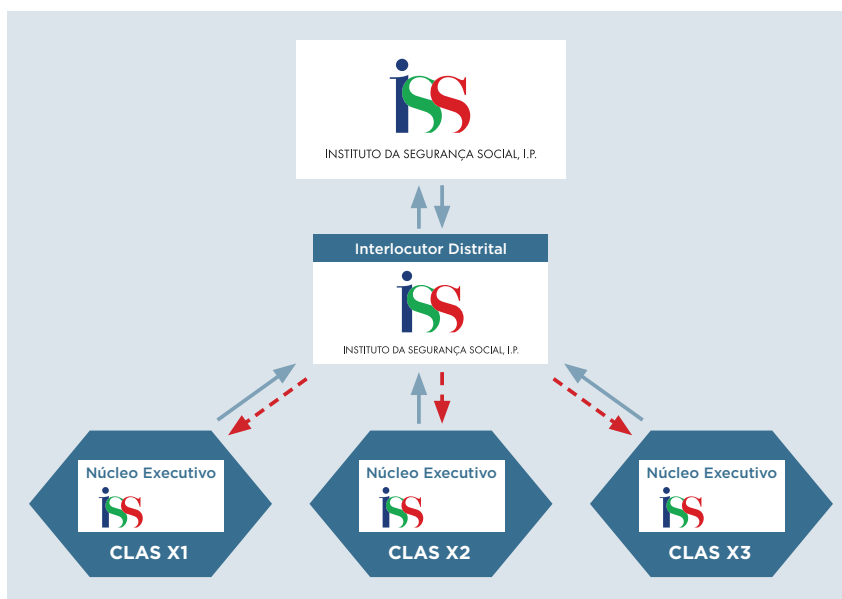 iss
INSTITUTO DA SEGURANÇA SOCIAL, I.P.
Interlocutor Distrital
iss
INSTITUTO DA SEGURANÇA SOCIAL, I.P.
Núcleo Executivo
iss
CLAS X1
Núcleo Executivo
iss
CLAS X2
Núcleo Executivo
iss
CLAS X3